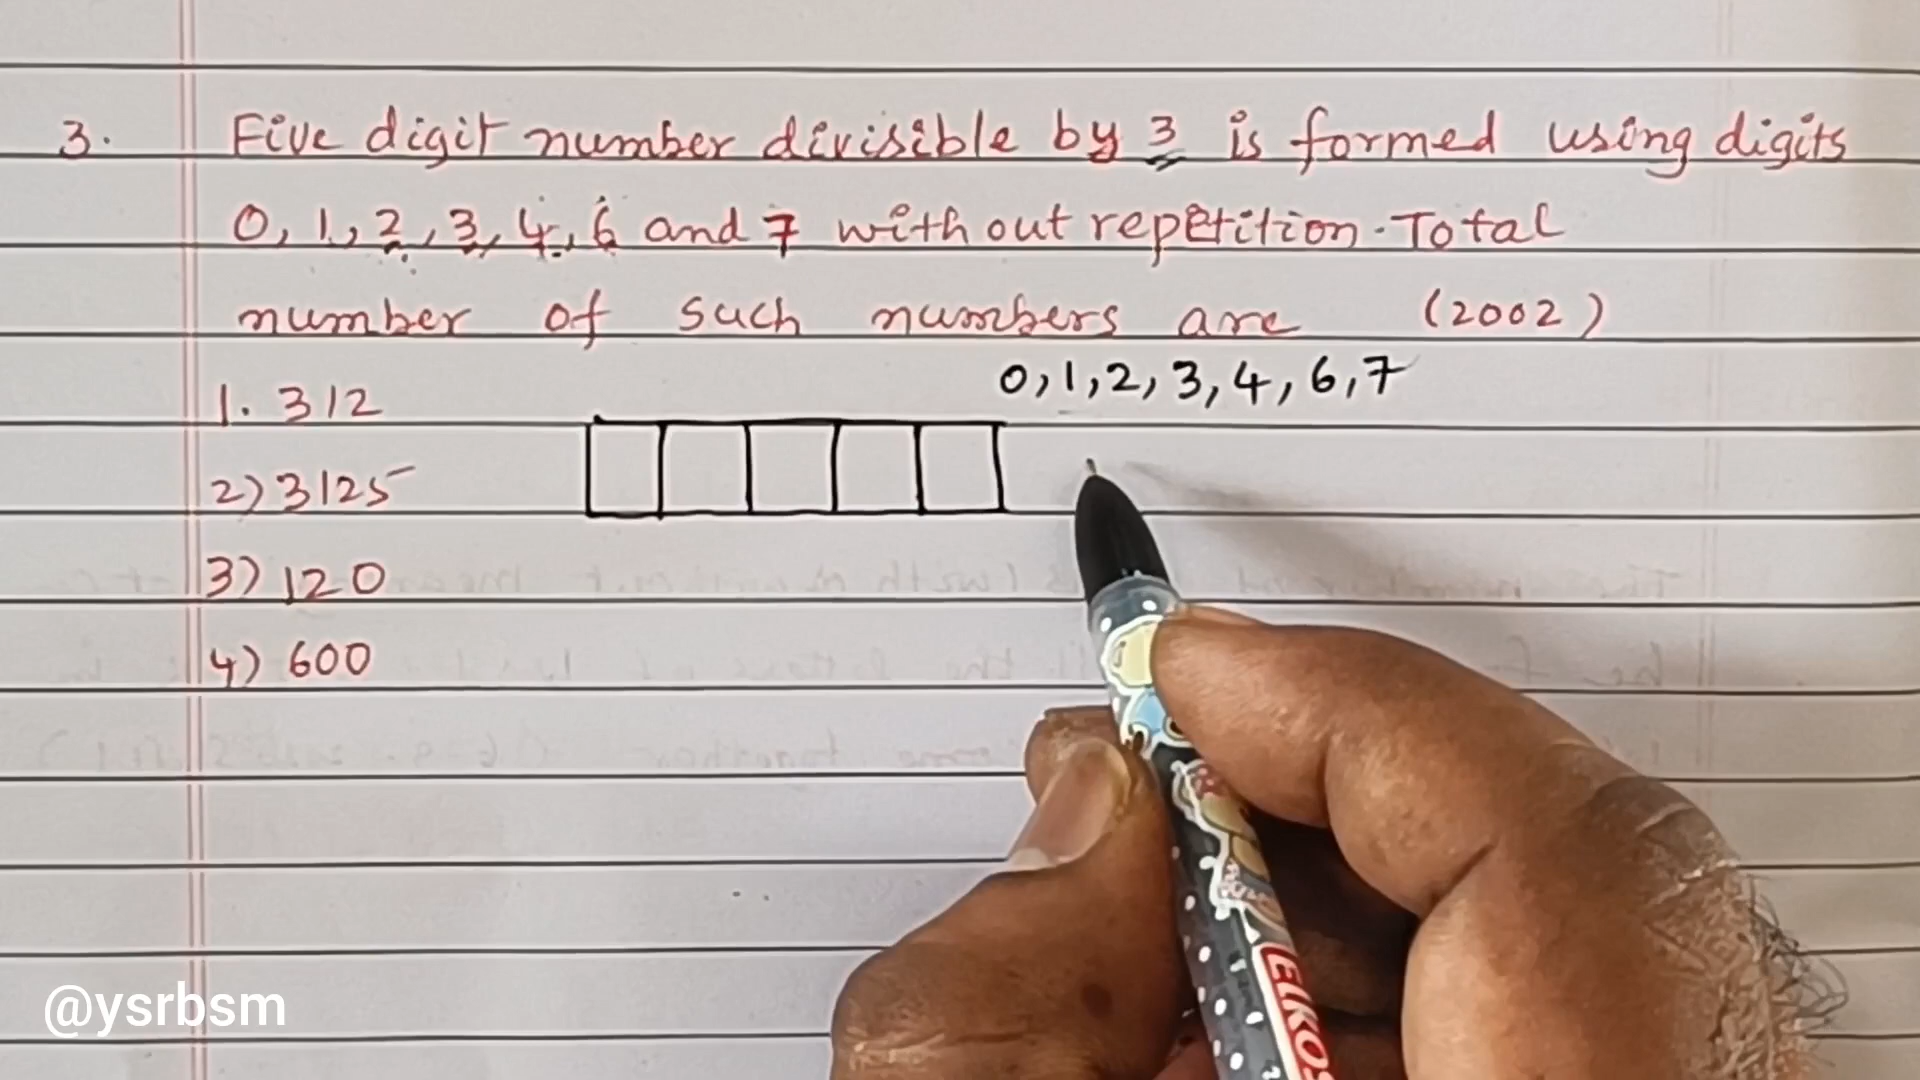 3. Five digit number divisible by 3 is formed using digits
0, 1, 2, 3, 4, 6 and 7 without repetition. Total
number of such numbers are (2002)
0, 1, 2, 3, 4, 6, 7
1. 312
2) 3125
3) 120
4) 600
@ysrbsm
ELKOS